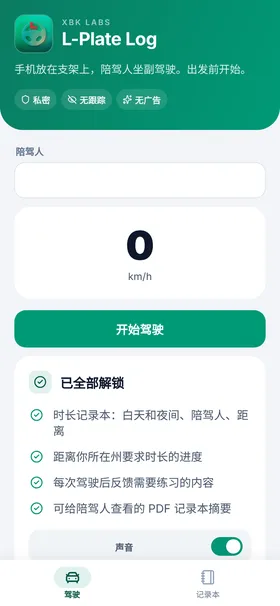 XBK LABS
L-Plate Log
手机放在支架上，陪驾人坐副驾驶。出发前开始。
私密
无跟踪
无广告
陪驾人
0
km/h
开始驾驶
已全部解锁
时长记录本：白天和夜间、陪驾人、距
离
距离你所在州要求时长的进度
每次驾驶后反馈需要练习的内容
可给陪驾人查看的 PDF 记录本摘要
声音
驾驶
记录本